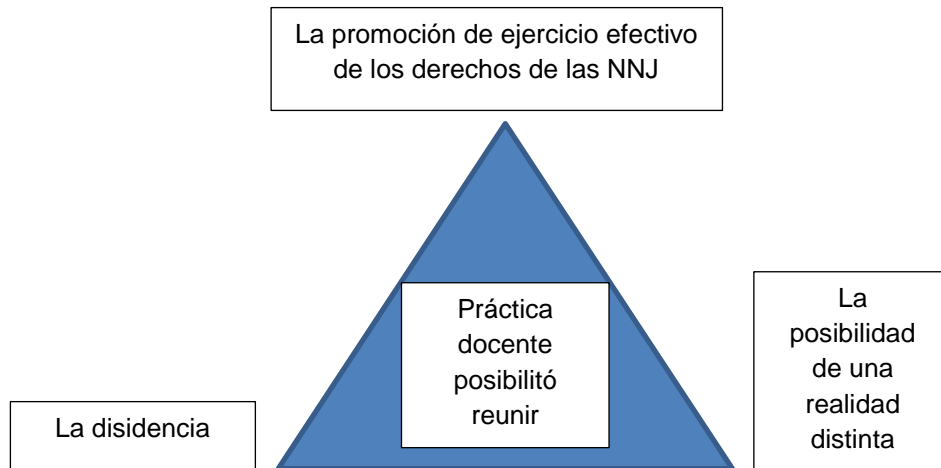 La promoción de ejercicio efectivo
de los derechos de las NNJ
Práctica
docente
posibilitó
reunir
La
posibilidad
de una
realidad
distinta
La disidencia